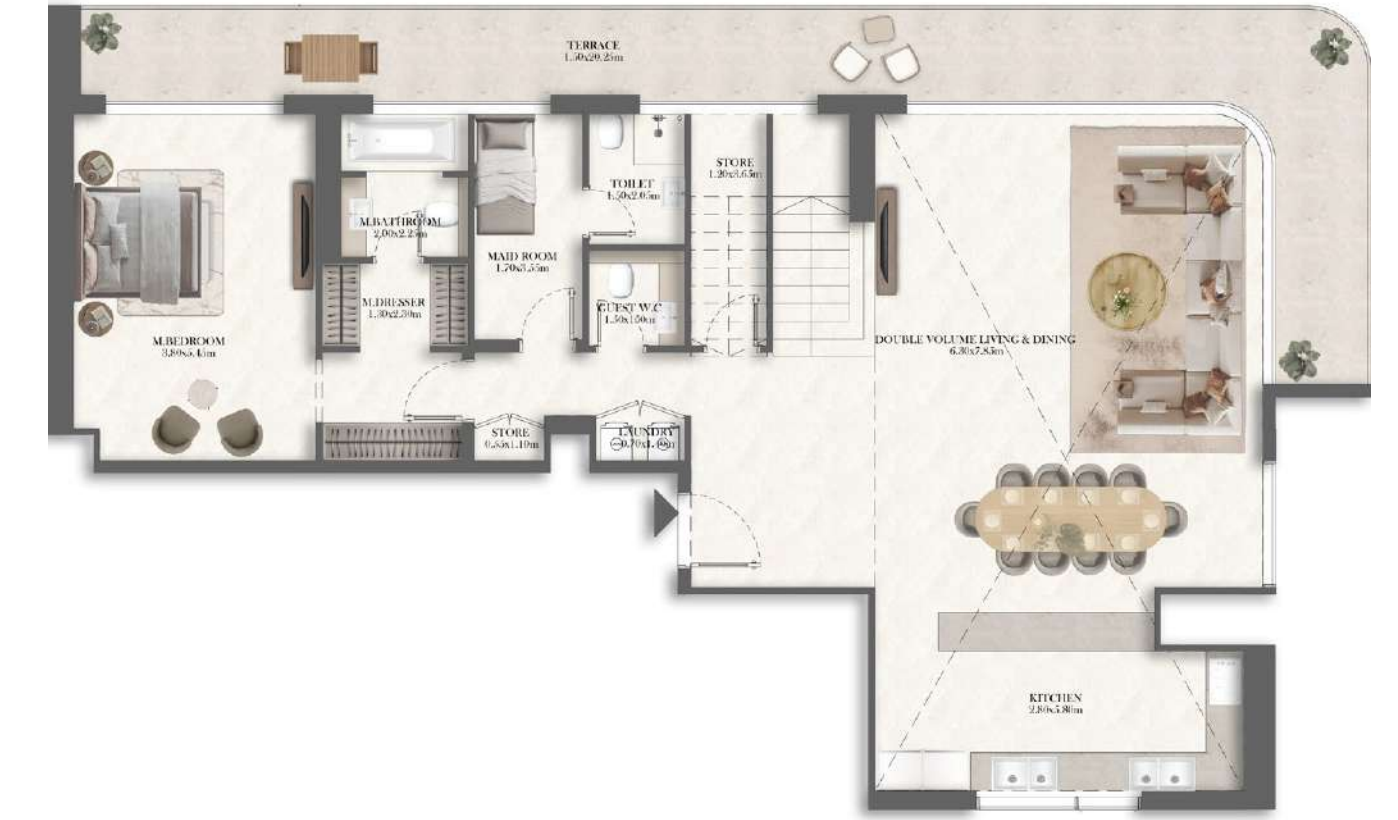 TERRACE
1.50x20.25m
STORE
1.20x3.65m
TOILET
1.50x2.05m
M.BATHROOM
2.00x2.25m
MAID ROOM
1.70x3.55m
M.DRESSER
1.30x2.30m
GUEST W.C
1.50x150m
M.BEDROOM
3.80x5.45m
DOUBLE VOLUME LIVING & DINING
6.30x7.85m
STORE
0.55x1.10m
LAUNDRY
KITCHEN
2.80x5.80m